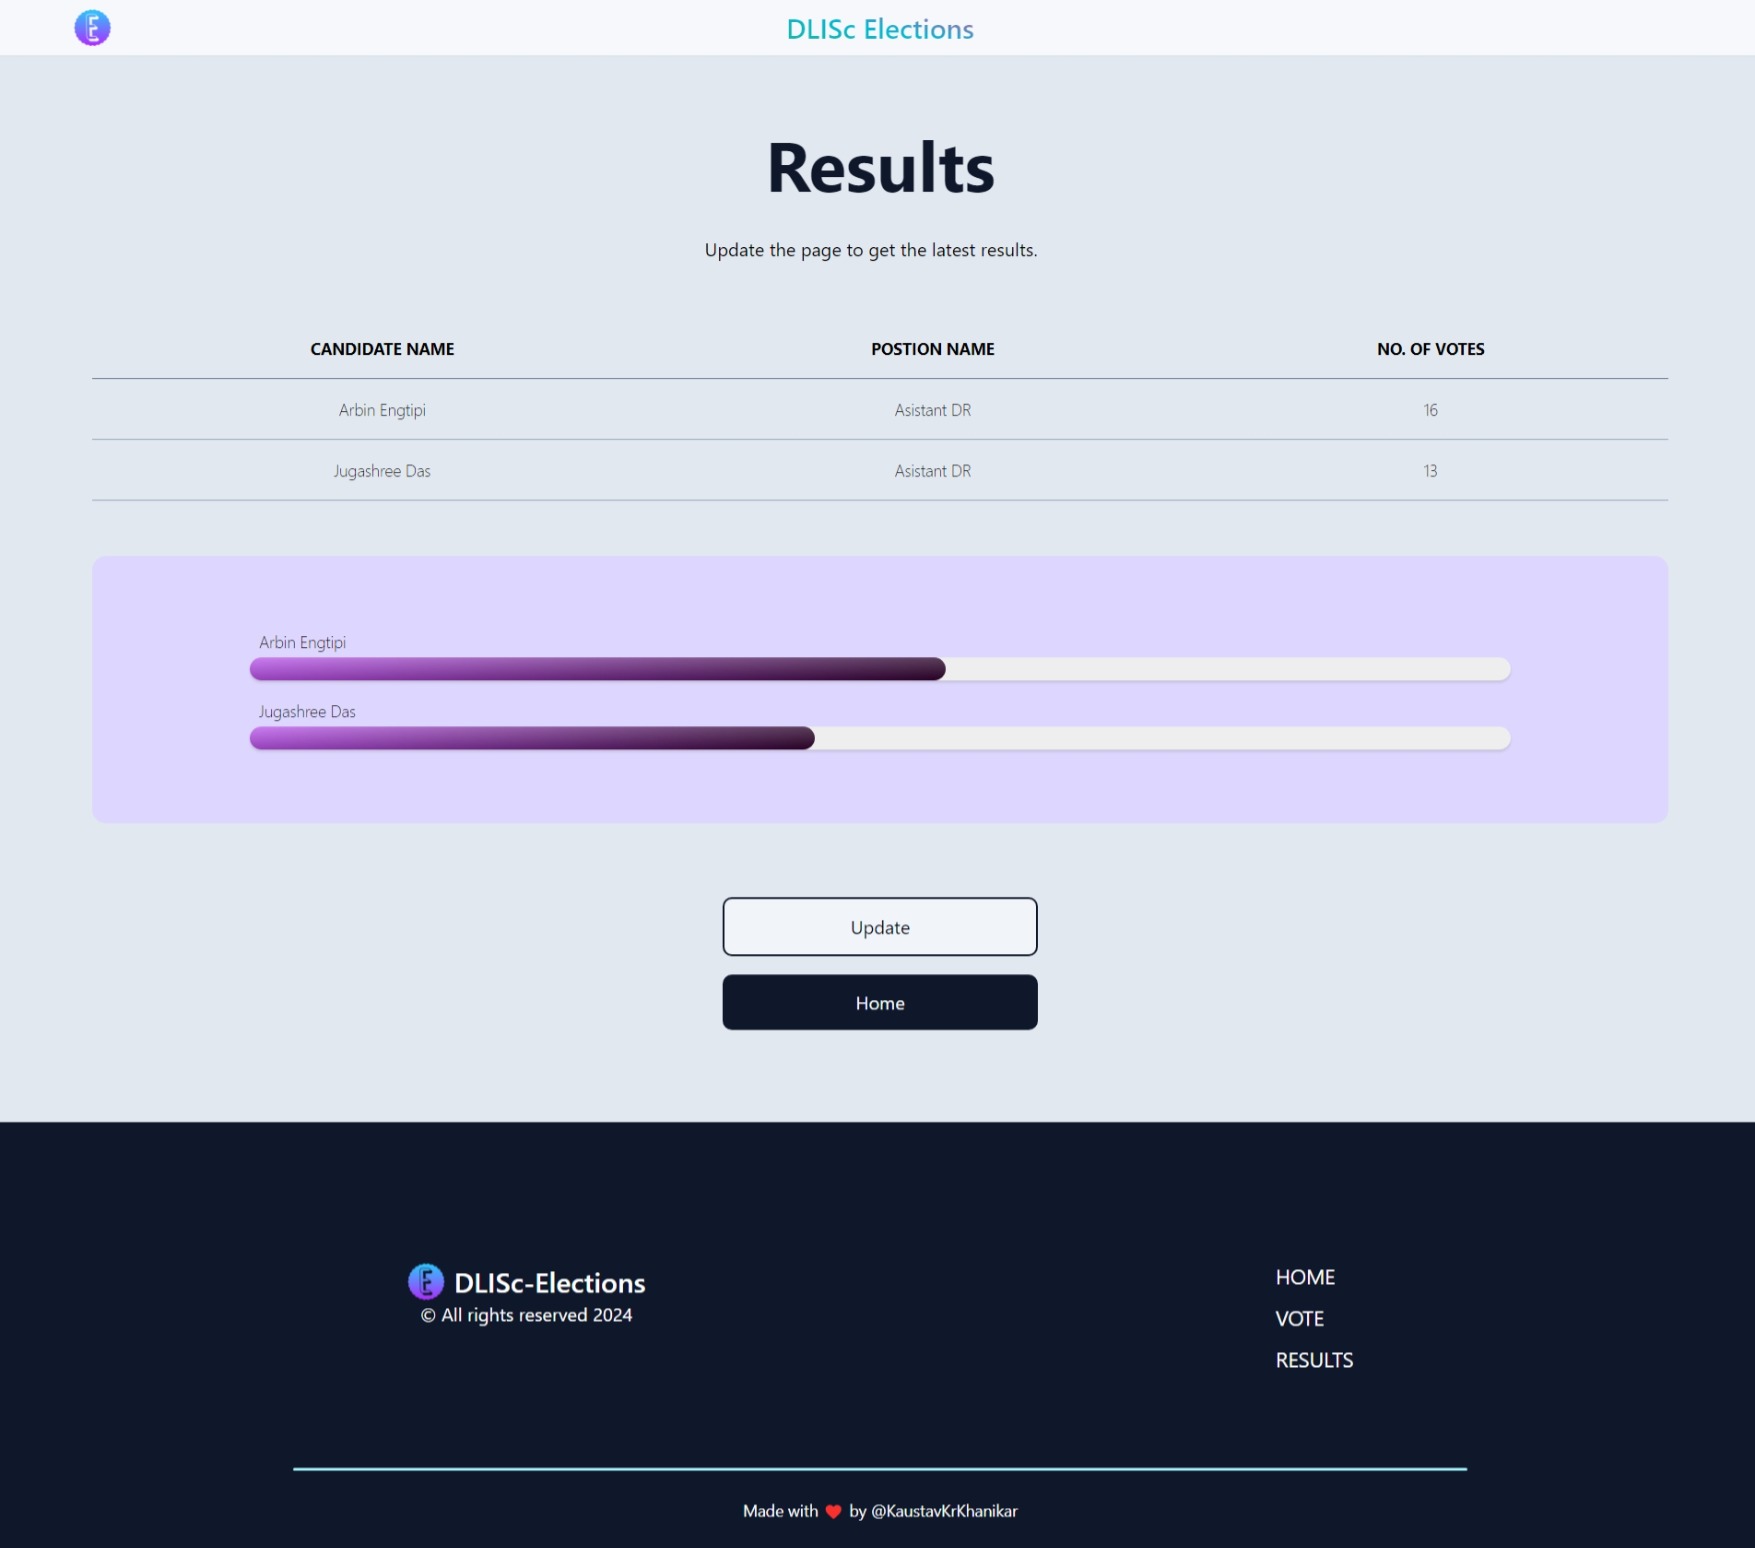 DLISc Elections
Results
Update the page to get the latest results.
CANDIDATE NAME POSTION NAME NO. OF VOTES
Arbin Engtipi Asistant DR 16
Jugashree Das Asistant DR 13
Arbin Engtipi
Jugashree Das
Update
Home
DLISc-Elections
© All rights reserved 2024
HOME
VOTE
RESULTS
Made with ❤ by @KaustavKrKhanikar